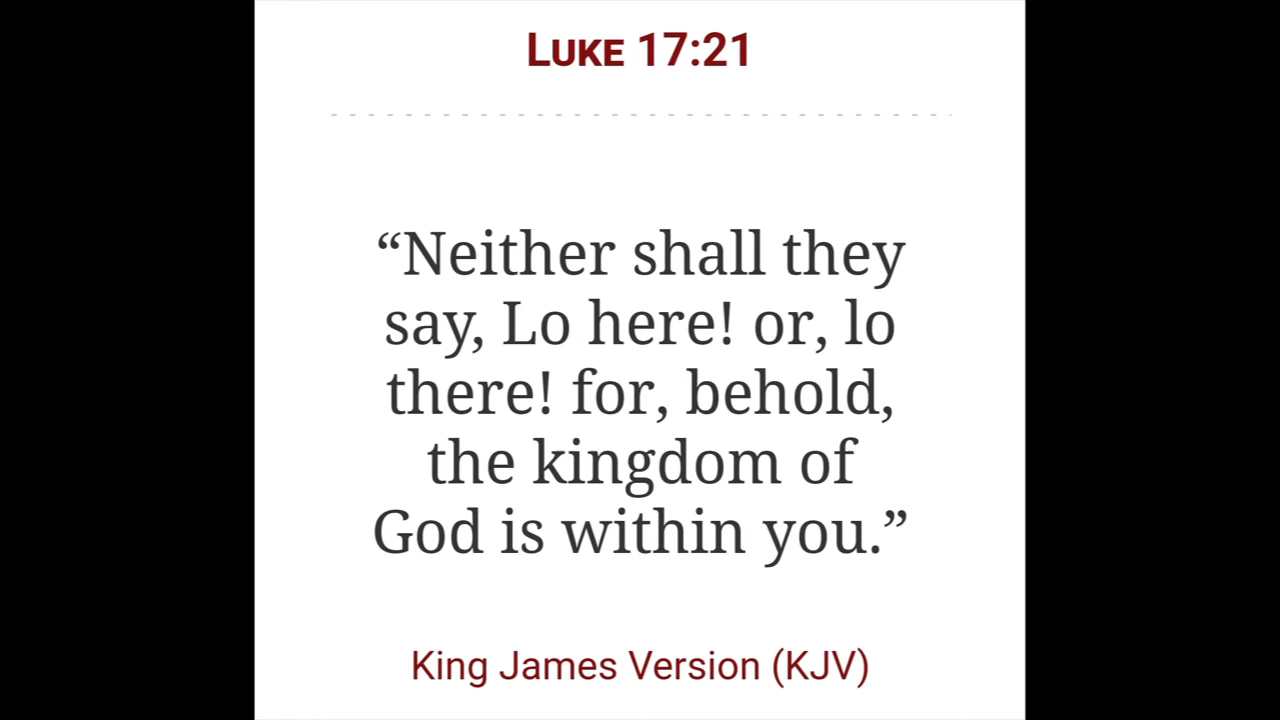 Luke 17:21
“Neither shall they
say, Lo here! or, lo
there! for, behold,
the kingdom of
God is within you.”
King James Version (KJV)